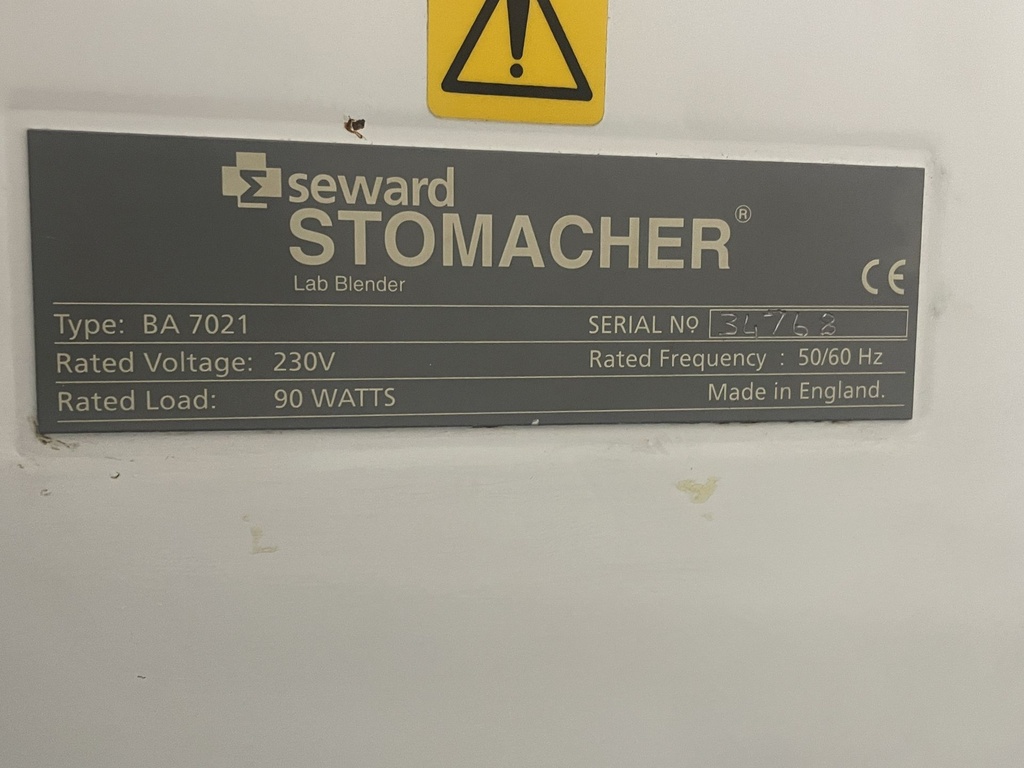 seward
STOMACHER®
Lab Blender
CE
Type: BA 7021 SERIAL Nº 34768
Rated Voltage: 230V Rated Frequency : 50/60 Hz
Rated Load: 90 WATTS Made in England.